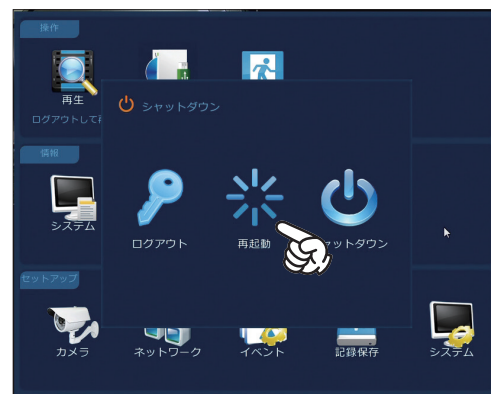 操作
再生
ログアウトして再
シャットダウン
情報
システム
ログアウト
再起動
ャットダウン
セットアップ
カメラ
ネットワーク
イベント
記録保存
システム